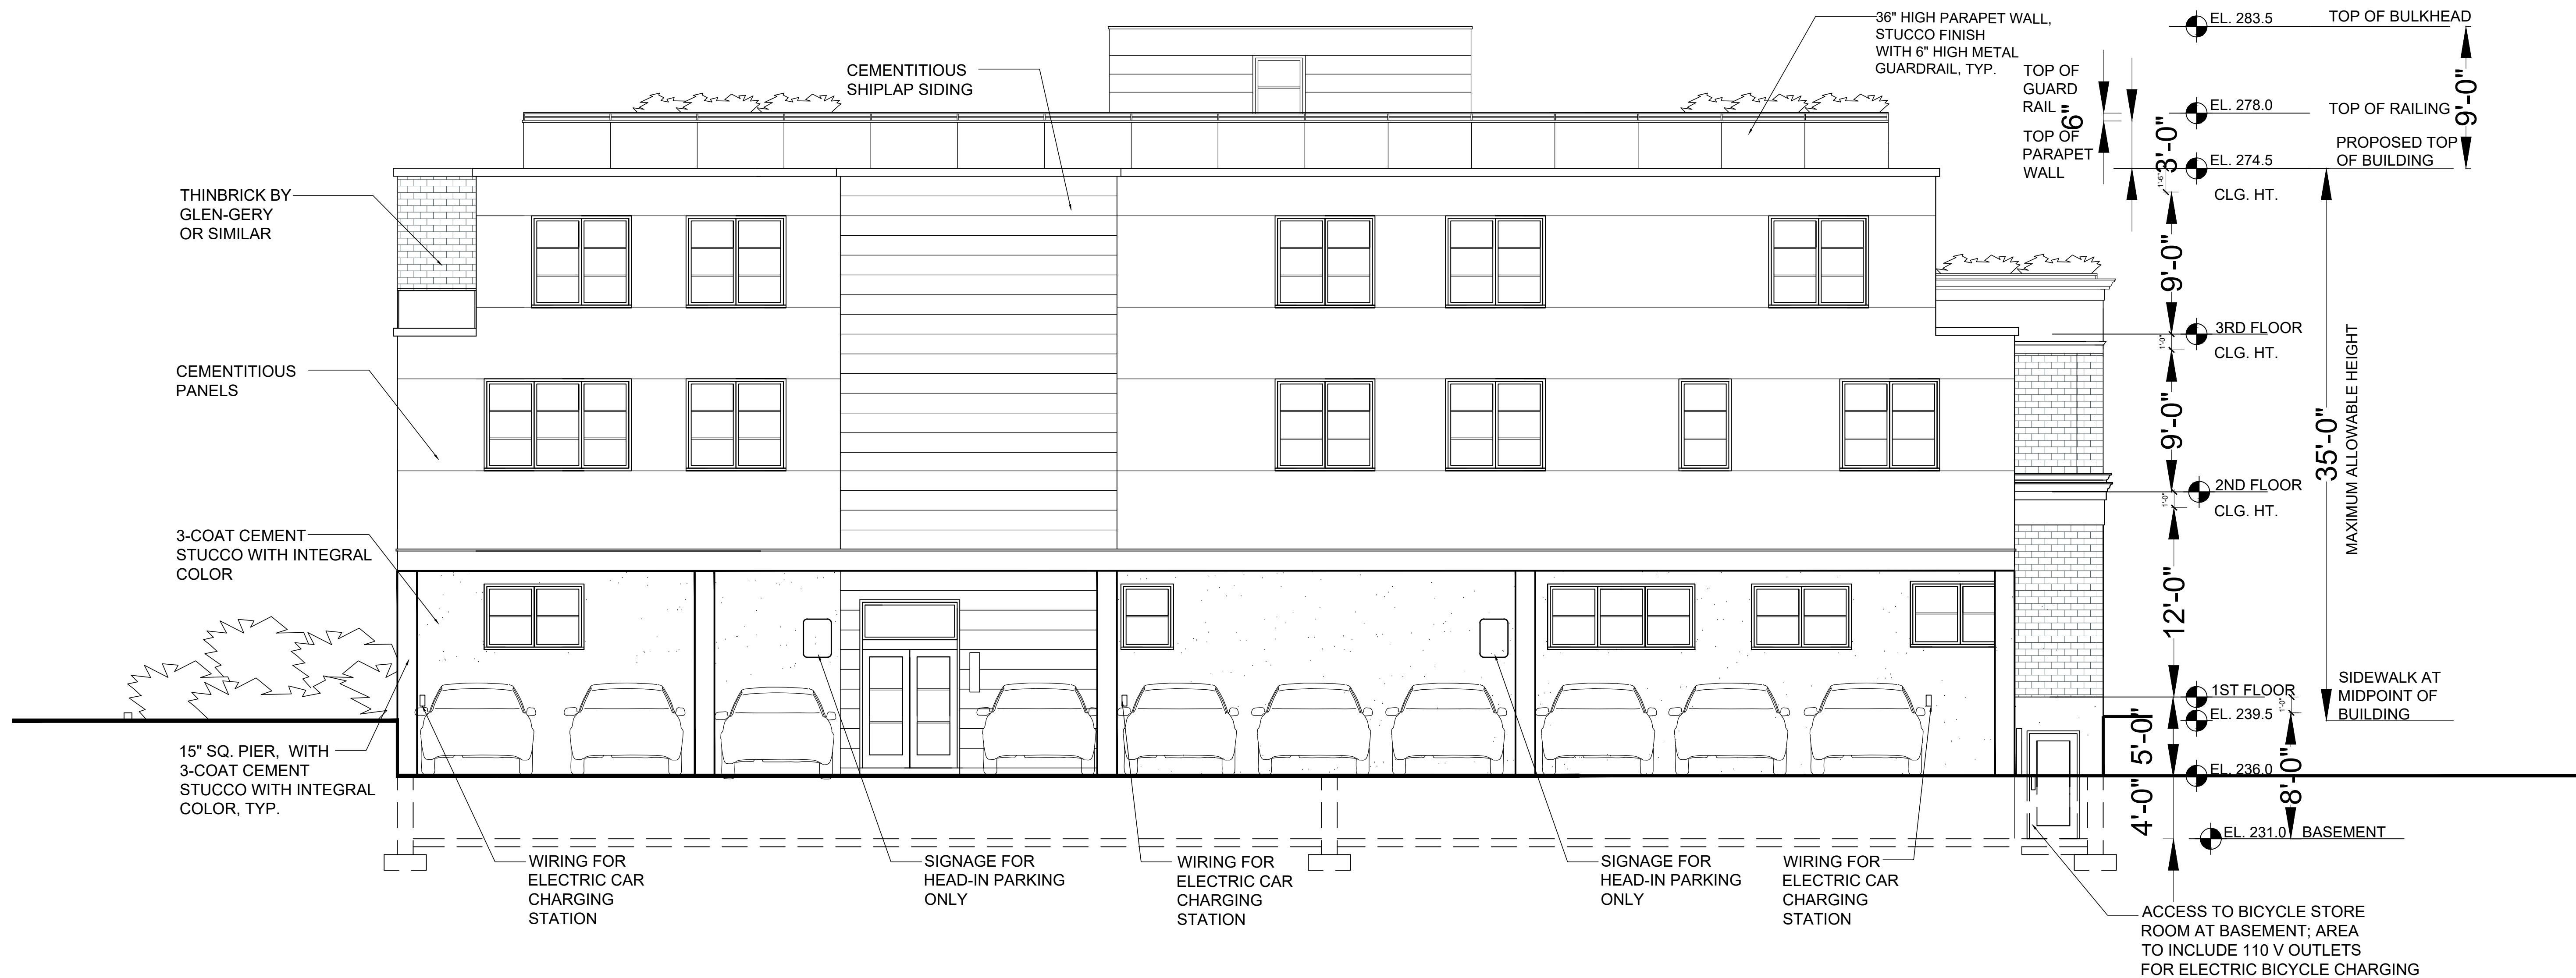 36" HIGH PARAPET WALL,
STUCCO FINISH
WITH 6" HIGH METAL
GUARDRAIL, TYP.
CEMENTITIOUS
SHIPLAP SIDING
THINBRICK BY
GLEN-GERY
OR SIMILAR
CEMENTITIOUS
PANELS
3-COAT CEMENT
STUCCO WITH INTEGRAL
COLOR
15" SQ. PIER, WITH
3-COAT CEMENT
STUCCO WITH INTEGRAL
COLOR, TYP.
WIRING FOR
ELECTRIC CAR
CHARGING
STATION
SIGNAGE FOR
HEAD-IN PARKING
ONLY
WIRING FOR
ELECTRIC CAR
CHARGING
STATION
SIGNAGE FOR
HEAD-IN PARKING
ONLY
WIRING FOR
ELECTRIC CAR
CHARGING
STATION
ACCESS TO BICYCLE STORE
ROOM AT BASEMENT; AREA
TO INCLUDE 110 V OUTLETS
FOR ELECTRIC BICYCLE CHARGING
TOP OF
GUARD
RAIL
6"
TOP OF
PARAPET
WALL
3'-0"
1'-6"
9'-0"
1'-0"
9'-0"
1'-0"
12'-0"
5'-0"
4'-0"
EL. 283.5 TOP OF BULKHEAD
9'-0"
EL. 278.0 TOP OF RAILING
EL. 274.5
PROPOSED TOP
OF BUILDING
CLG. HT.
3RD FLOOR
CLG. HT.
35'-0"
MAXIMUM ALLOWABLE HEIGHT
2ND FLOOR
CLG. HT.
1ST FLOOR
1'-0"
EL. 239.5
SIDEWALK AT
MIDPOINT OF
BUILDING
EL. 236.0
8'-0"
EL. 231.0 BASEMENT